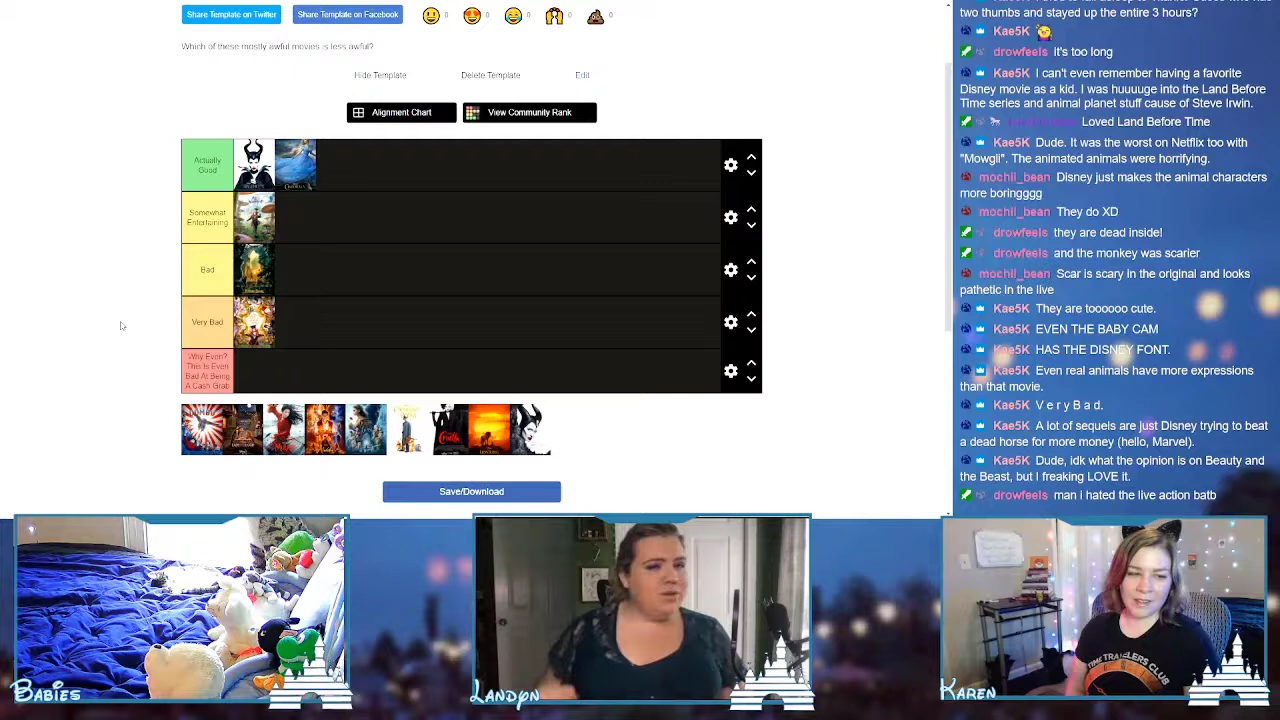 Share Template on Twitter
Share Template on Facebook
0
0
0
0
0
Which of these mostly awful movies is less awful?
Hide Template
Delete Template
Edit
Alignment Chart
View Community Rank
Actually
Good
Somewhat
Entertaining
Bad
Very Bad
Why Even?
This Is Even
Bad At Being
A Cash Grab
Save/Download
two thumbs and stayed up the entire 3 hours?
Kae5K
drowfeels it's too long
Kae5K I can't even remember having a favorite
Disney movie as a kid. I was huuuuge into the Land Before
Time series and animal planet stuff cause steveirwin.
Loved Land Before Time
Kae5K Dude. It was the worst on Netflix too with
"Mowgli". The animated animals were horrifying.
mochii_bean Disney just makes the animal characters
more boringggg
mochii_bean They do XD
drowfeels they are dead inside!
drowfeels and the monkey was scarier
mochii_bean Scar is scary in the original and looks
pathetic in the live
Kae5K They are toooooo cute.
Kae5K EVEN THE BABY CAM
Kae5K HAS THE DISNEY FONT.
Kae5K Even real animals have more expressions
than that movie.
Kae5K V e r y B a d .
Kae5K A lot of sequels are just Disney trying to beat
a dead horse for more money (hello, Marvel).
Kae5K Dude, idk what the opinion is on Beauty and
the Beast, but I freaking LOVE it.
drowfeels man i hated the live action batb
BABIES
LANDYN
KAREN
TIME TRAVELERS CLUB